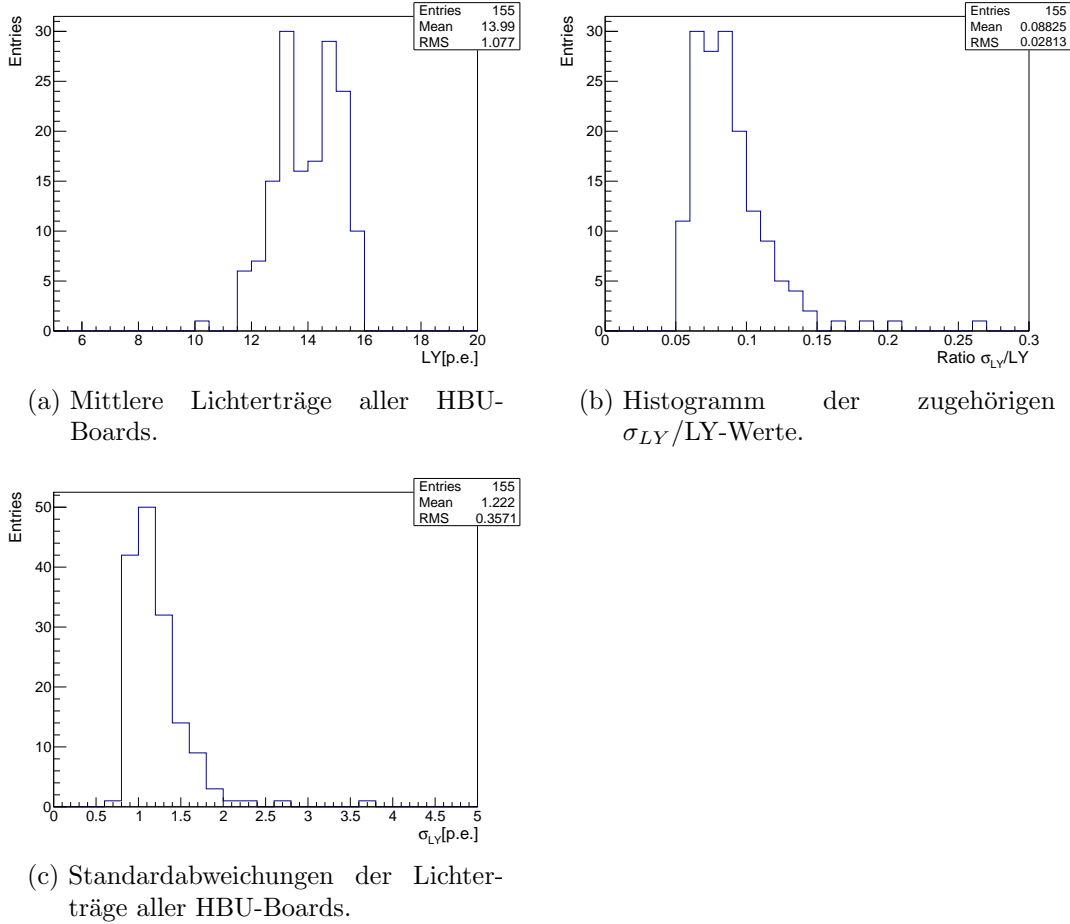 Entries 155
Mean 13.99
RMS 1.077
Entries
30
25
20
15
10
5
0
6 8 10 12 14 16 18 20
LY[p.e.]
(a) Mittlere Lichterträge aller HBU-
Boards.
Entries 155
Mean 0.08825
RMS 0.02813
Entries
30
25
20
15
10
5
0
0 0.05 0.1 0.15 0.2 0.25 0.3
Ratio σ_LY/LY
(b) Histogramm der zugehörigen
σ_LY/LY-Werte.
Entries 155
Mean 1.222
RMS 0.3571
Entries
50
40
30
20
10
0
0 0.5 1 1.5 2 2.5 3 3.5 4 4.5 5
σ_LY[p.e.]
(c) Standardabweichungen der Lichter-
träge aller HBU-Boards.